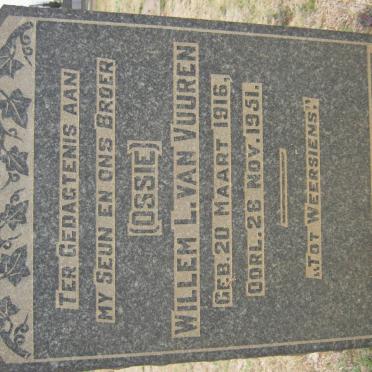 TER GEDAGTENIS AAN
MY SEUN EN ONS BROER
(OSSIE)
WILLEM L. VAN VUUREN
GEB. 20 MAART 1916,
OORL. 26 NOV. 1951.
„TOT WEERSIENS."